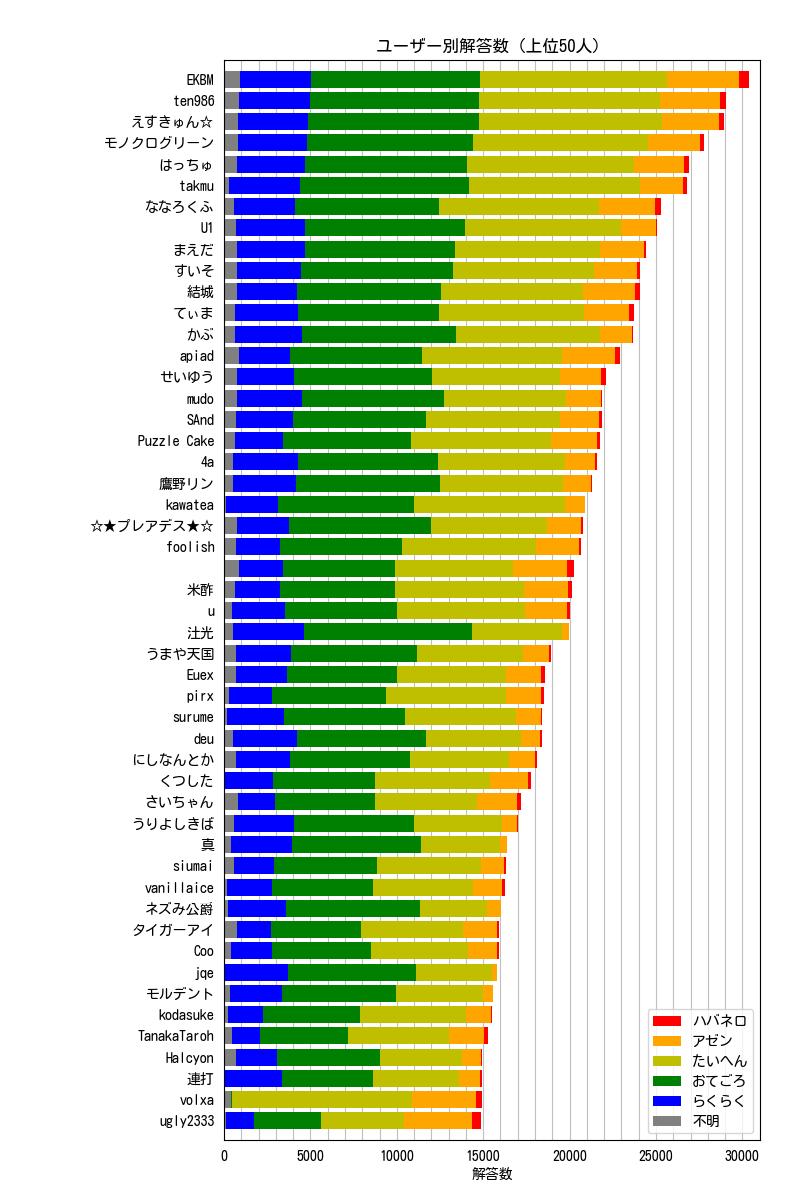 ユーザー別解答数 (上位50人)
EKBM
ten986
えすきゅん☆
モノクログリーン
はっちゅ
takmu
ななろくふ
U1
まえだ
すいそ
結城
てぃま
かぶ
apiad
せいゆう
mudo
SAnd
Puzzle Cake
4a
鷹野リン
kawatea
☆★プレアデス★☆
foolish
米酢
u
辻光
うまや天国
Euex
pirx
surume
deu
にしなんとか
くつした
さいちゃん
うりよしきば
真
siumai
vanillaice
ネズみ公爵
タイガーアイ
Coo
jqe
モルデント
kodasuke
TanakaTaroh
Halcyon
連打
volxa
ugly2333
ハバネロ
アゼン
たいへん
おてごろ
らくらく
不明
0 5000 10000 15000 20000 25000 30000
解答数